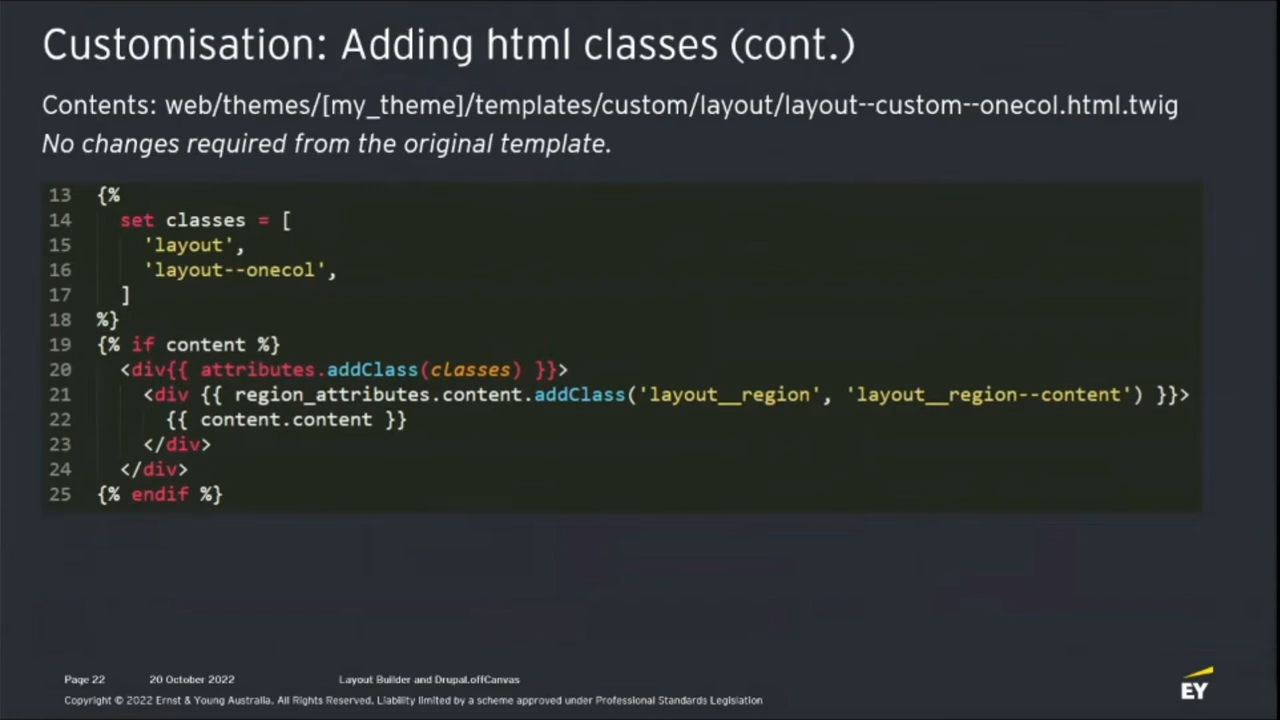 Customisation: Adding html classes (cont.)
Contents: web/themes/[my_theme]/templates/custom/layout/layout--custom--onecol.html.twig
No changes required from the original template.
13 {%
14 set classes = [
15 'layout',
16 'layout--onecol',
17 ]
18 %}
19 {% if content %}
20 <div{{ attributes.addClass(classes) }}>
21 <div {{ region_attributes.content.addClass('layout__region', 'layout__region--content') }}>
22 {{ content.content }}
23 </div>
24 </div>
25 {% endif %}
Page 22 20 October 2022 Layout Builder and Drupal.offCanvas
Copyright © 2022 Ernst & Young Australia. All Rights Reserved. Liability limited by a scheme approved under Professional Standards Legislation
EY